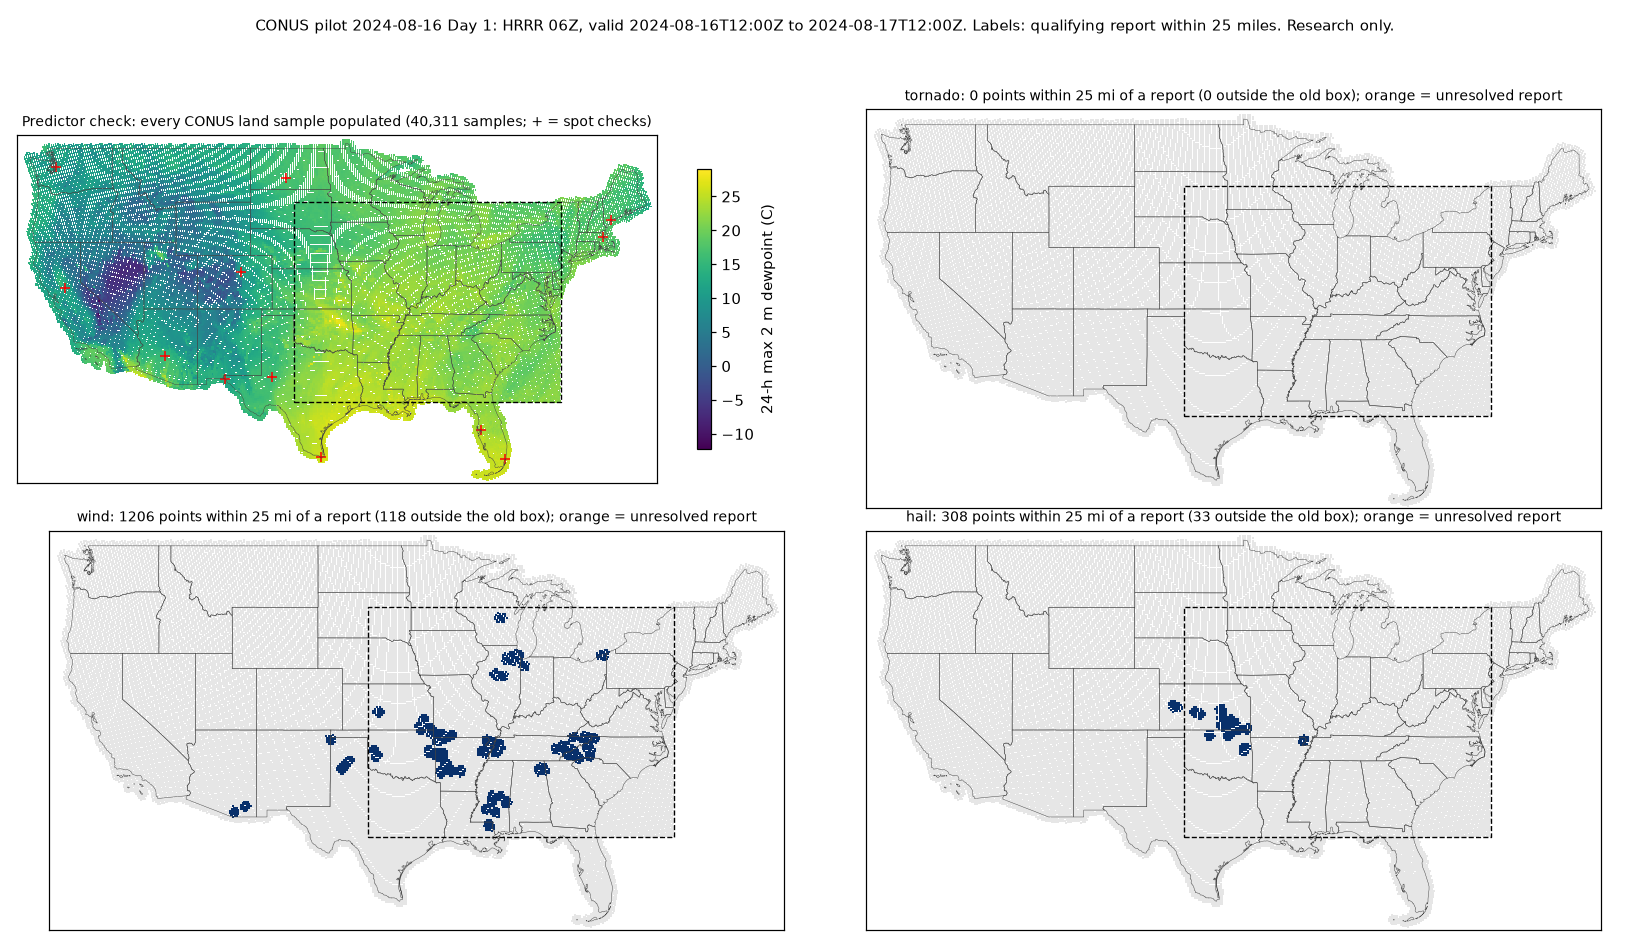 CONUS pilot 2024-08-16 Day 1: HRRR 06Z, valid 2024-08-16T12:00Z to 2024-08-17T12:00Z. Labels: qualifying report within 25 miles. Research only.
Predictor check: every CONUS land sample populated (40,311 samples; + = spot checks)
25
20
15
10
5
0
−5
−10
24-h max 2 m dewpoint (C)
tornado: 0 points within 25 mi of a report (0 outside the old box); orange = unresolved report
wind: 1206 points within 25 mi of a report (118 outside the old box); orange = unresolved report
hail: 308 points within 25 mi of a report (33 outside the old box); orange = unresolved report